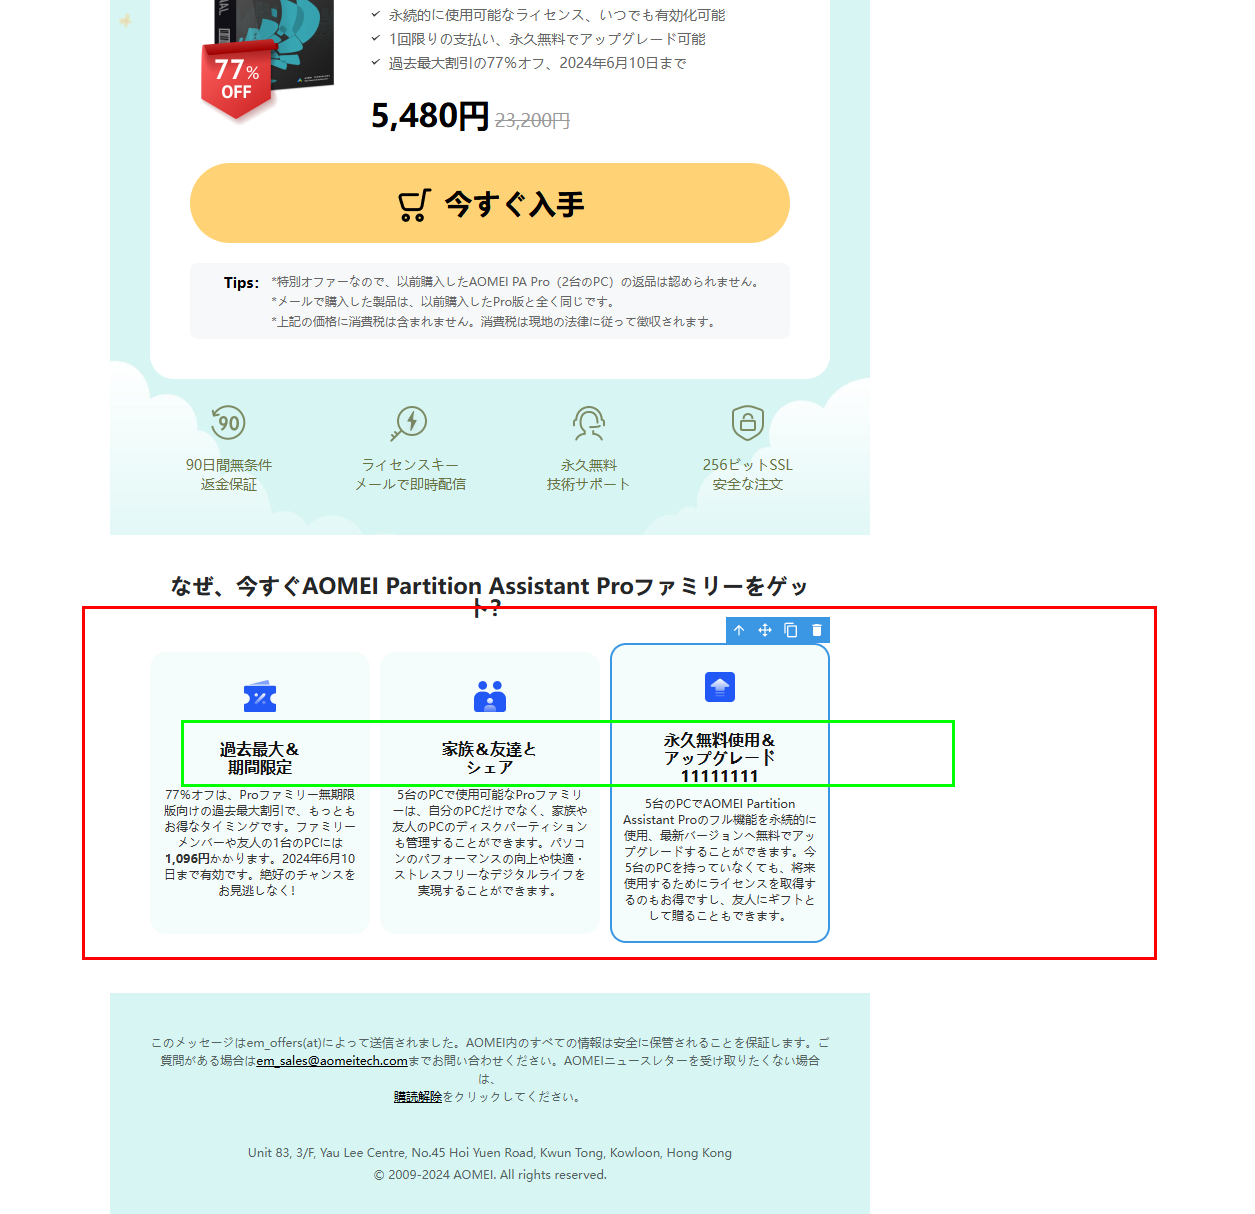 永続的に使用可能なライセンス、いつでも有効化可能
1回限りの支払い、永久無料でアップグレード可能
過去最大割引の77%オフ、2024年6月10日まで
77%
OFF
5,480円 23,200円
今すぐ入手
Tips:
*特別オファーなので、以前購入したAOMEI PA Pro（2台のPC）の返品は認められません。
*メールで購入した製品は、以前購入したPro版と全く同じです。
*上記の価格に消費税は含まれません。消費税は現地の法律に従って徴収されます。
90
90日間無条件
返金保証
ライセンスキー
メールで即時配信
永久無料
技術サポート
256ビットSSL
安全な注文
なぜ、今すぐAOMEI Partition Assistant Proファミリーをゲッ
ト?
過去最大＆
期間限定
77%オフは、Proファミリー無期限
版向けの過去最大割引で、もっとも
お得なタイミングです。ファミリー
メンバーや友人の1台のPCには
1,096円かかります。2024年6月10
日まで有効です。絶好のチャンスを
お見逃しなく!
家族＆友達と
シェア
5台のPCで使用可能なProファミリ
ーは、自分のPCだけでなく、家族や
友人のPCのディスクパーティション
も管理することができます。パソコ
ンのパフォーマンスの向上や快適・
ストレスフリーなデジタルライフを
実現することができます。
永久無料使用＆
アップグレード
11111111
5台のPCでAOMEI Partition
Assistant Proのフル機能を永続的に
使用、最新バージョンへ無料でアッ
プグレードすることができます。今
5台のPCを持っていなくても、将来
使用するためにライセンスを取得す
るのもお得ですし、友人にギフトと
して贈ることもできます。
このメッセージはem_offers(at)によって送信されました。AOMEI内のすべての情報は安全に保管されることを保証します。ご
質問がある場合はem_sales@aomeitech.comまでお問い合わせください。AOMEIニュースレターを受け取りたくない場合
は、
購読解除をクリックしてください。
Unit 83, 3/F, Yau Lee Centre, No.45 Hoi Yuen Road, Kwun Tong, Kowloon, Hong Kong
© 2009-2024 AOMEI. All rights reserved.